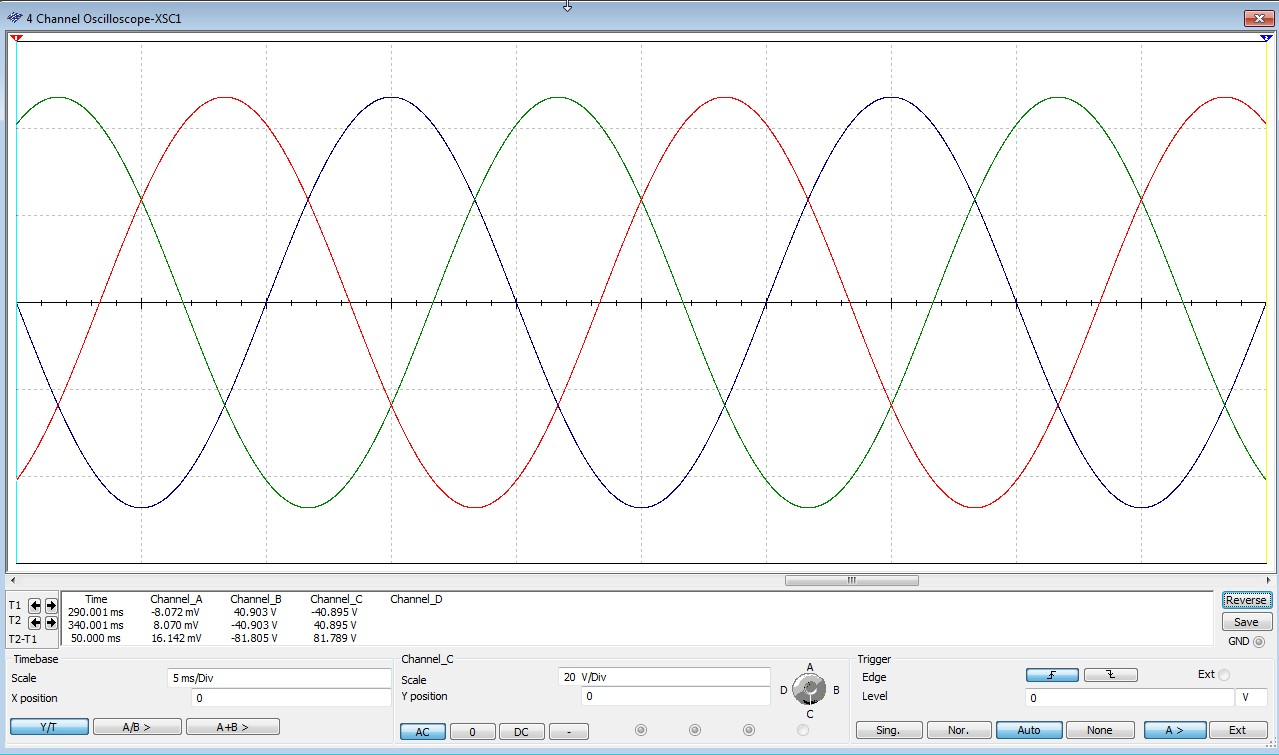 4 Channel Oscilloscope-XSC1
Time Channel_A Channel_B Channel_C Channel_D
T1 290.001 ms -8.072 mV 40.903 V -40.895 V
T2 340.001 ms 8.070 mV -40.903 V 40.895 V
T2-T1 50.000 ms 16.142 mV -81.805 V 81.789 V
Reverse
Save
GND
Timebase
Scale 5 ms/Div
X position 0
Y/T A/B > A+B >
Channel_C
Scale 20 V/Div
Y position 0
AC 0 DC -
A
D B
C
Trigger
Edge Ext
Level 0 V
Sing. Nor. Auto None A > Ext